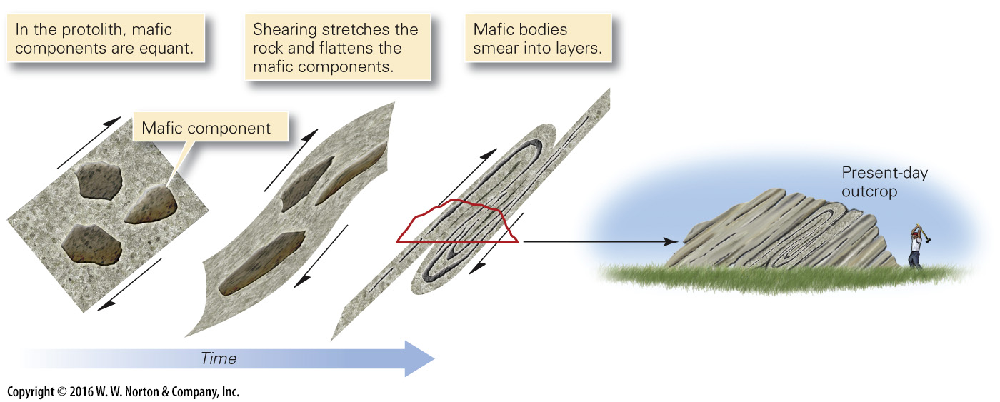 In the protolith, mafic
components are equant.
Shearing stretches the
rock and flattens the
mafic components.
Mafic bodies
smear into layers.
Mafic component
Present-day
outcrop
Time
Copyright © 2016 W. W. Norton & Company, Inc.